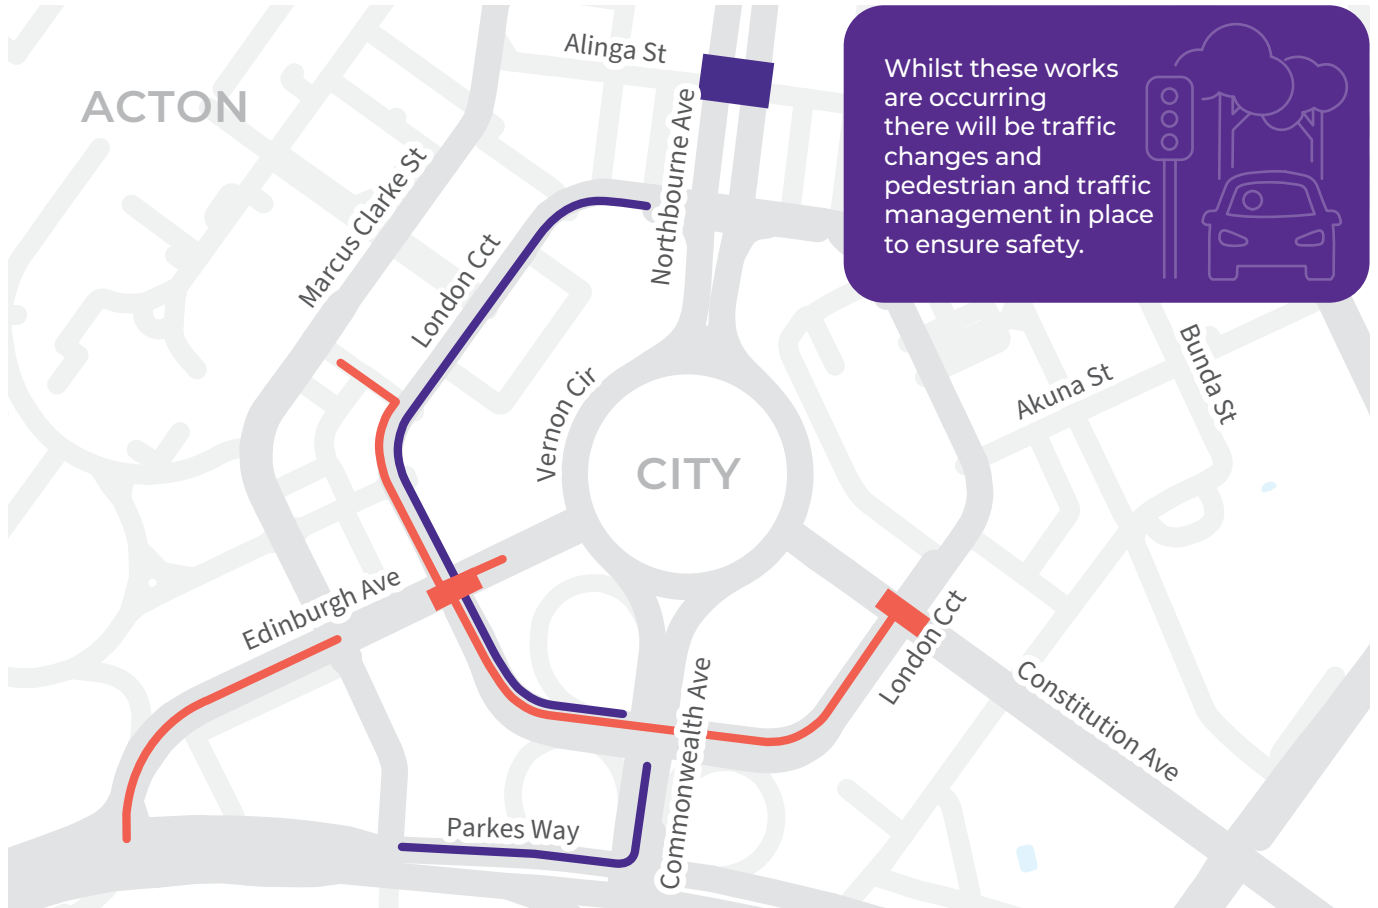 Alinga St
ACTON
Whilst these works
are occurring
there will be traffic
changes and
pedestrian and traffic
management in place
to ensure safety.
Northbourne Ave
Marcus Clarke St
London Cct
Vernon Cir
Bunda St
Akuna St
CITY
Edinburgh Ave
London Cct
Constitution Ave
Commonwealth Ave
Parkes Way